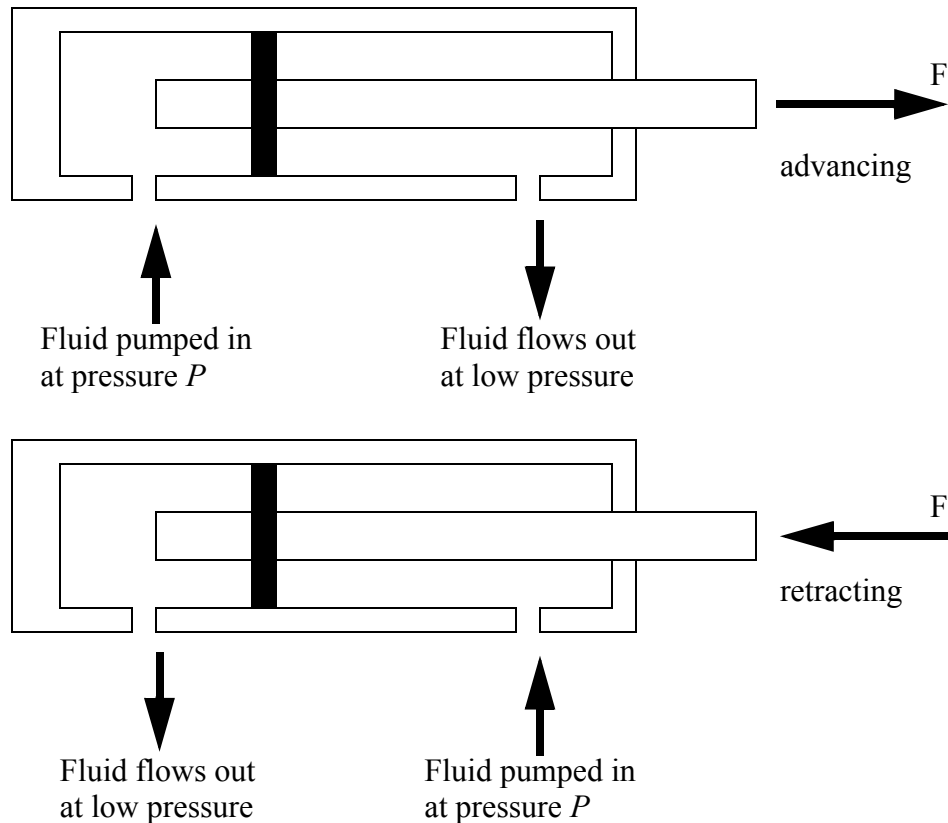 F
advancing
Fluid pumped in
at pressure P
Fluid flows out
at low pressure
F
retracting
Fluid flows out
at low pressure
Fluid pumped in
at pressure P